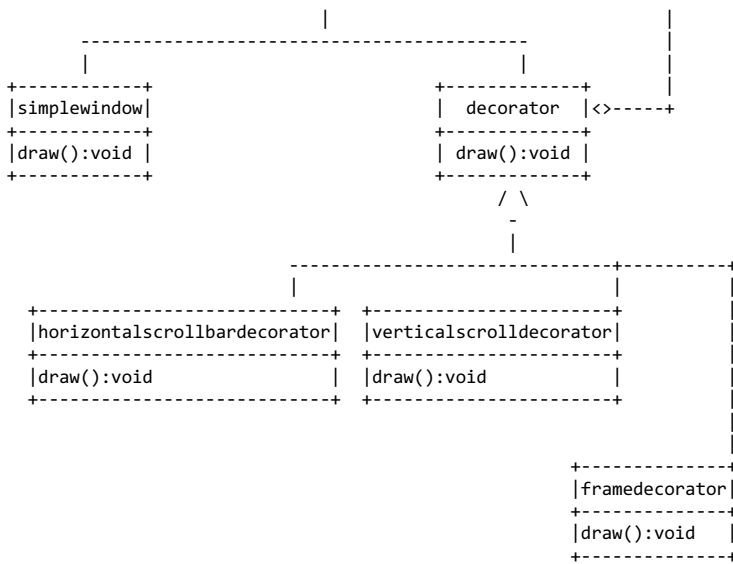 simplewindow
decorator
draw():void
draw():void
horizontalscrollbardecorator
verticalscrolldecorator
draw():void
draw():void
framedecorator
draw():void